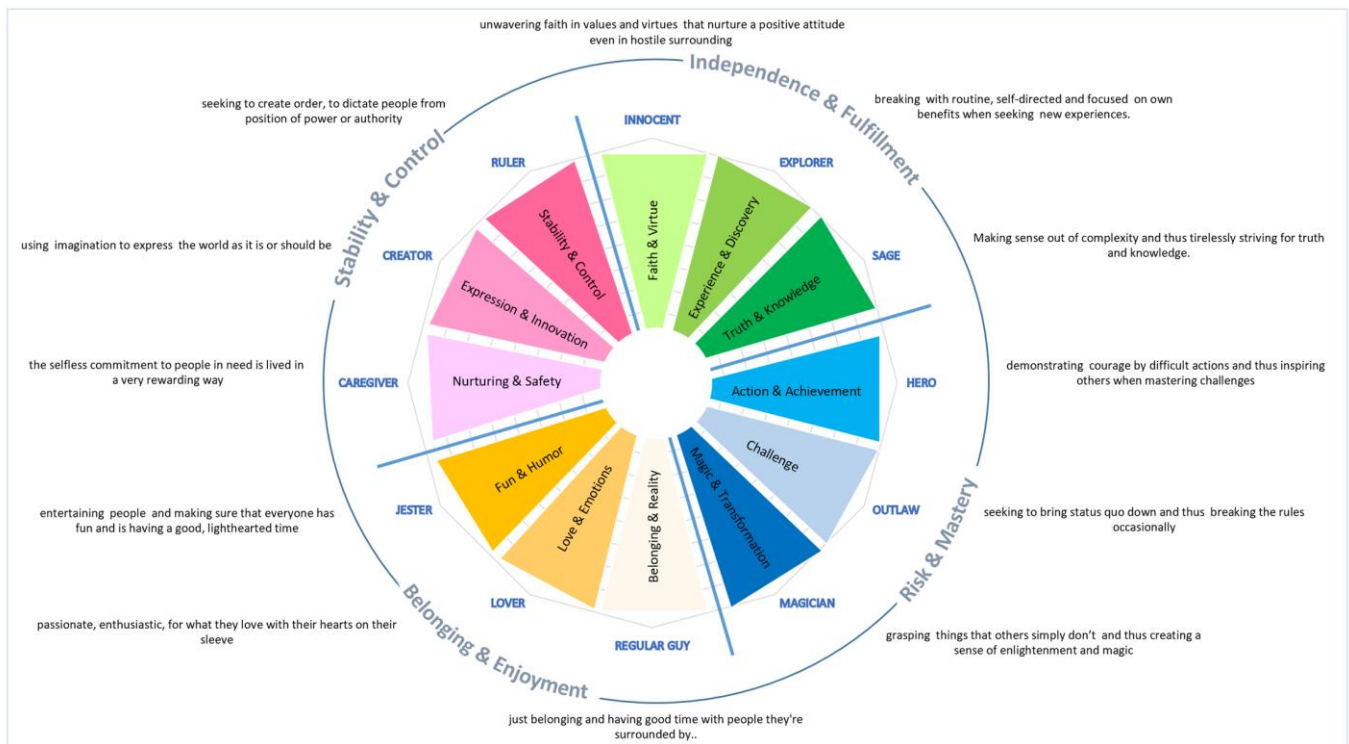 unwavering faith in values and virtues that nurture a positive attitude
even in hostile surrounding
Independence & Fulfillment
seeking to create order, to dictate people from
position of power or authority
breaking with routine, self-directed and focused on own
benefits when seeking new experiences.
INNOCENT
RULER
EXPLORER
Stability & Control
Stability & Control
Faith & Virtue
Experience & Discovery
using imagination to express the world as it is or should be
CREATOR
Expression & Innovation
Truth & Knowledge
SAGE
Making sense out of complexity and thus tirelessly striving for truth
and knowledge.
the selfless commitment to people in need is lived in
a very rewarding way
CAREGIVER
Nurturing & Safety
Action & Achievement
HERO
demonstrating courage by difficult actions and thus inspiring
others when mastering challenges
Fun & Humor
Love & Emotions
Belonging & Reality
Magic & Transformation
Challenge
entertaining people and making sure that everyone has
fun and is having a good, lighthearted time
JESTER
OUTLAW
seeking to bring status quo down and thus breaking the rules
occasionally
Risk & Mastery
LOVER
MAGICIAN
Belonging & Enjoyment
passionate, enthusiastic, for what they love with their hearts on their
sleeve
REGULAR GUY
grasping things that others simply don't and thus creating a
sense of enlightenment and magic
just belonging and having good time with people they're
surrounded by..